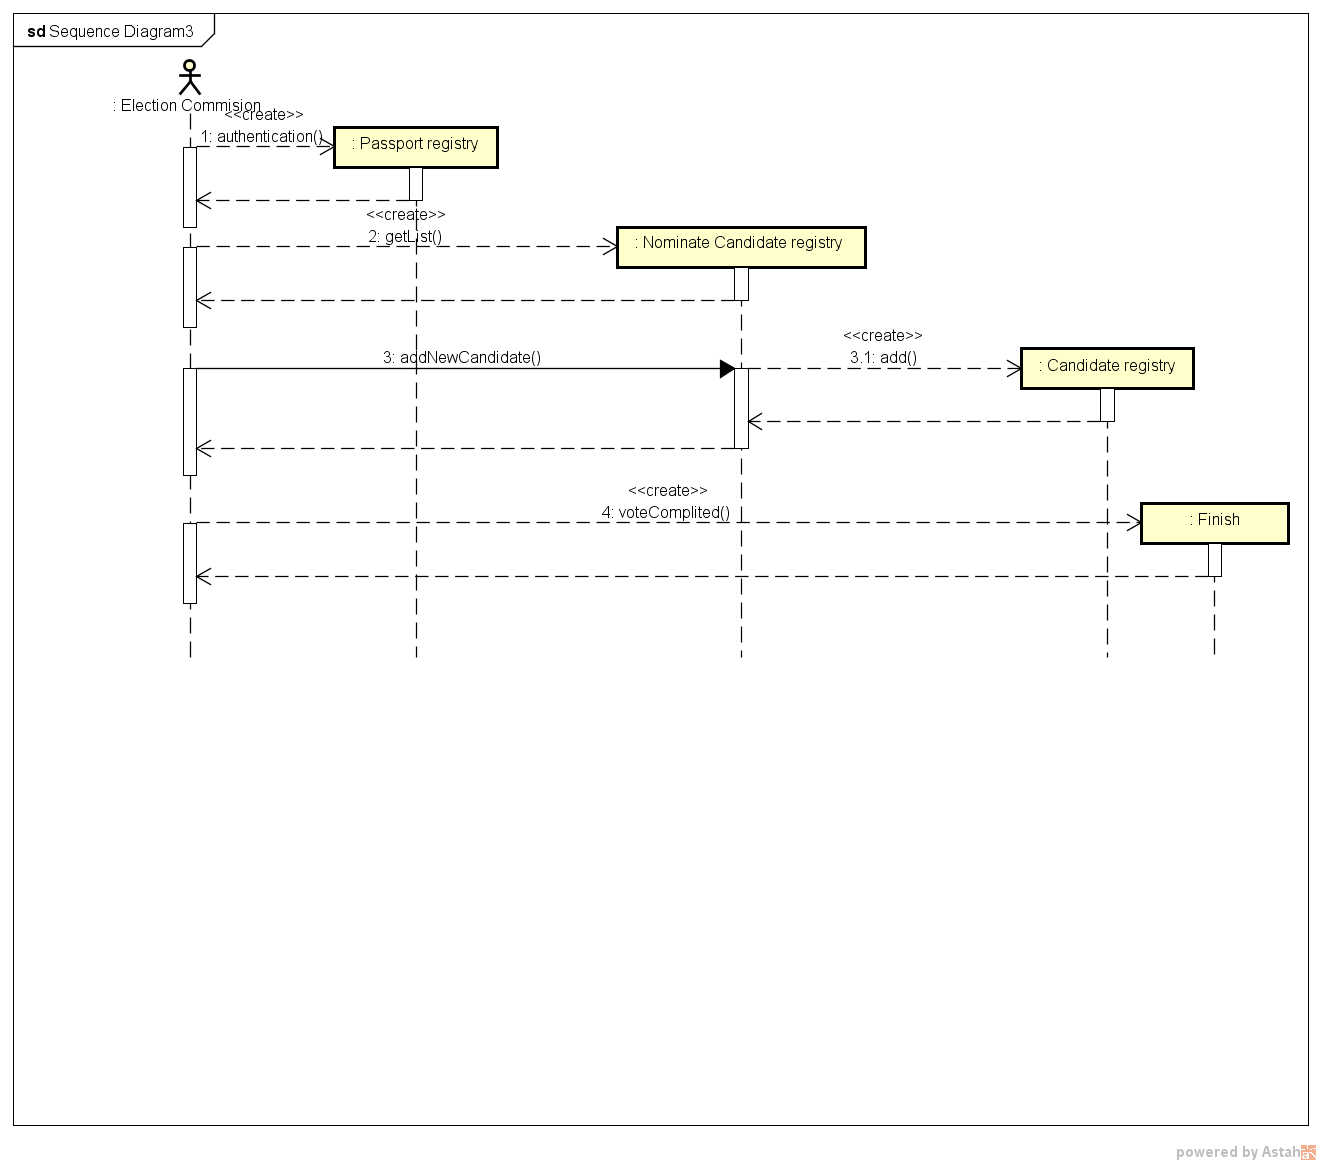 sd Sequence Diagram3
: Election Commision
<<create>>
1: authentication()
: Passport registry
<<create>>
2: getList()
: Nominate Candidate registry
<<create>>
3: addNewCandidate()
3.1: add()
: Candidate registry
<<create>>
4: voteComplited()
: Finish
powered by Astah